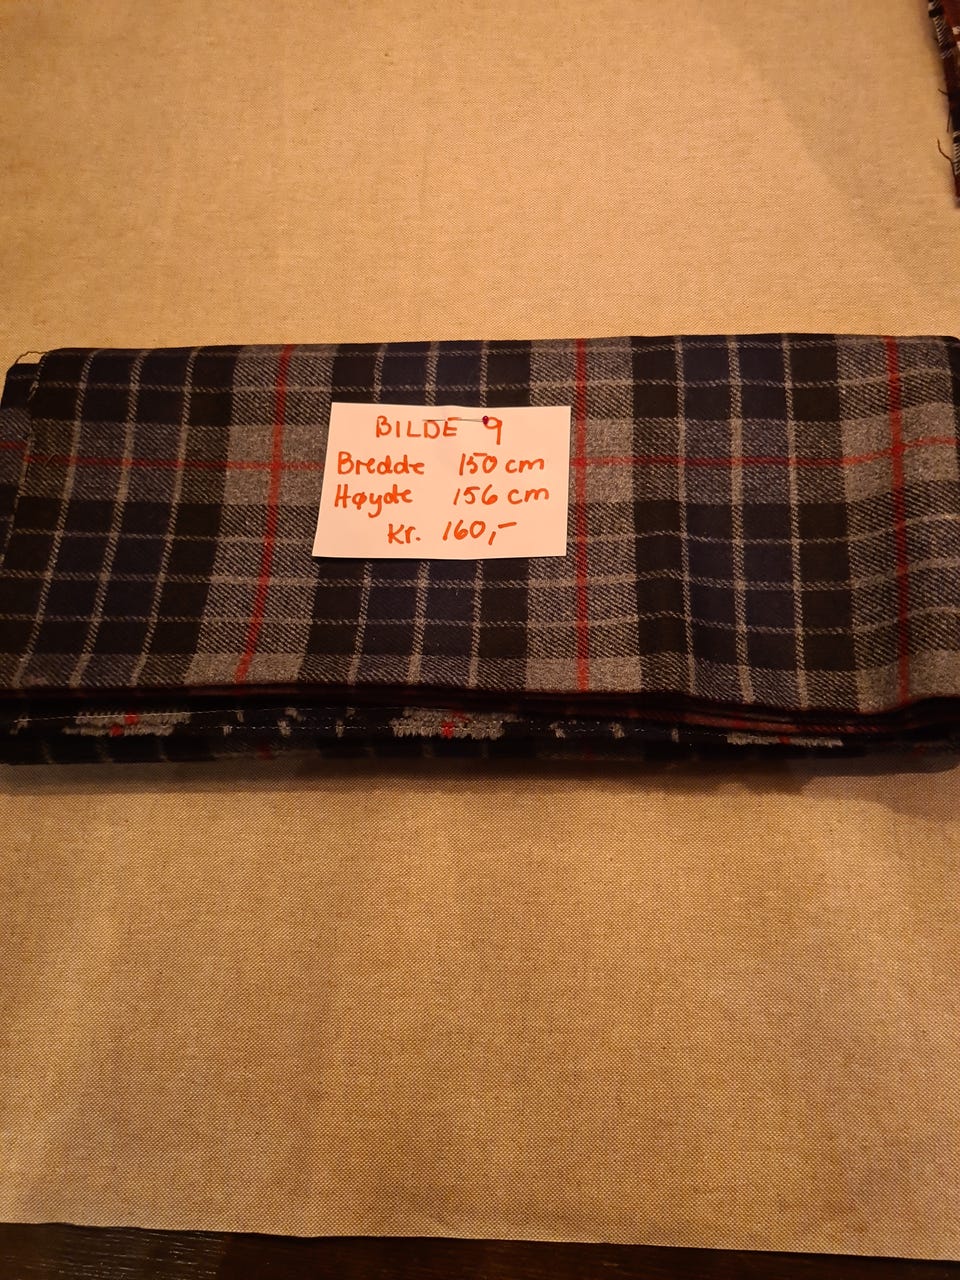 BILDE 9
Bredde 150 cm
Høyde 156 cm
Kr. 160,-